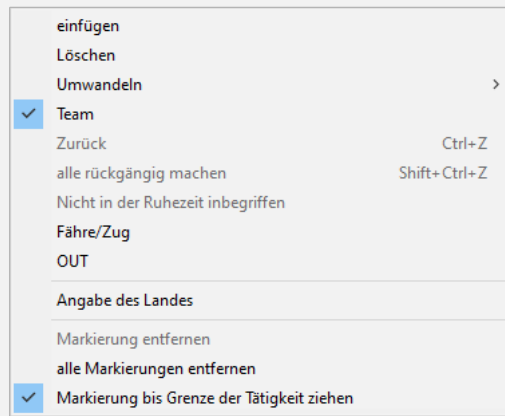 einfügen
Löschen
Umwandeln
Team
Zurück Ctrl+Z
alle rückgängig machen Shift+Ctrl+Z
Nicht in der Ruhezeit inbegriffen
Fähre/Zug
OUT
Angabe des Landes
Markierung entfernen
alle Markierungen entfernen
Markierung bis Grenze der Tätigkeit ziehen